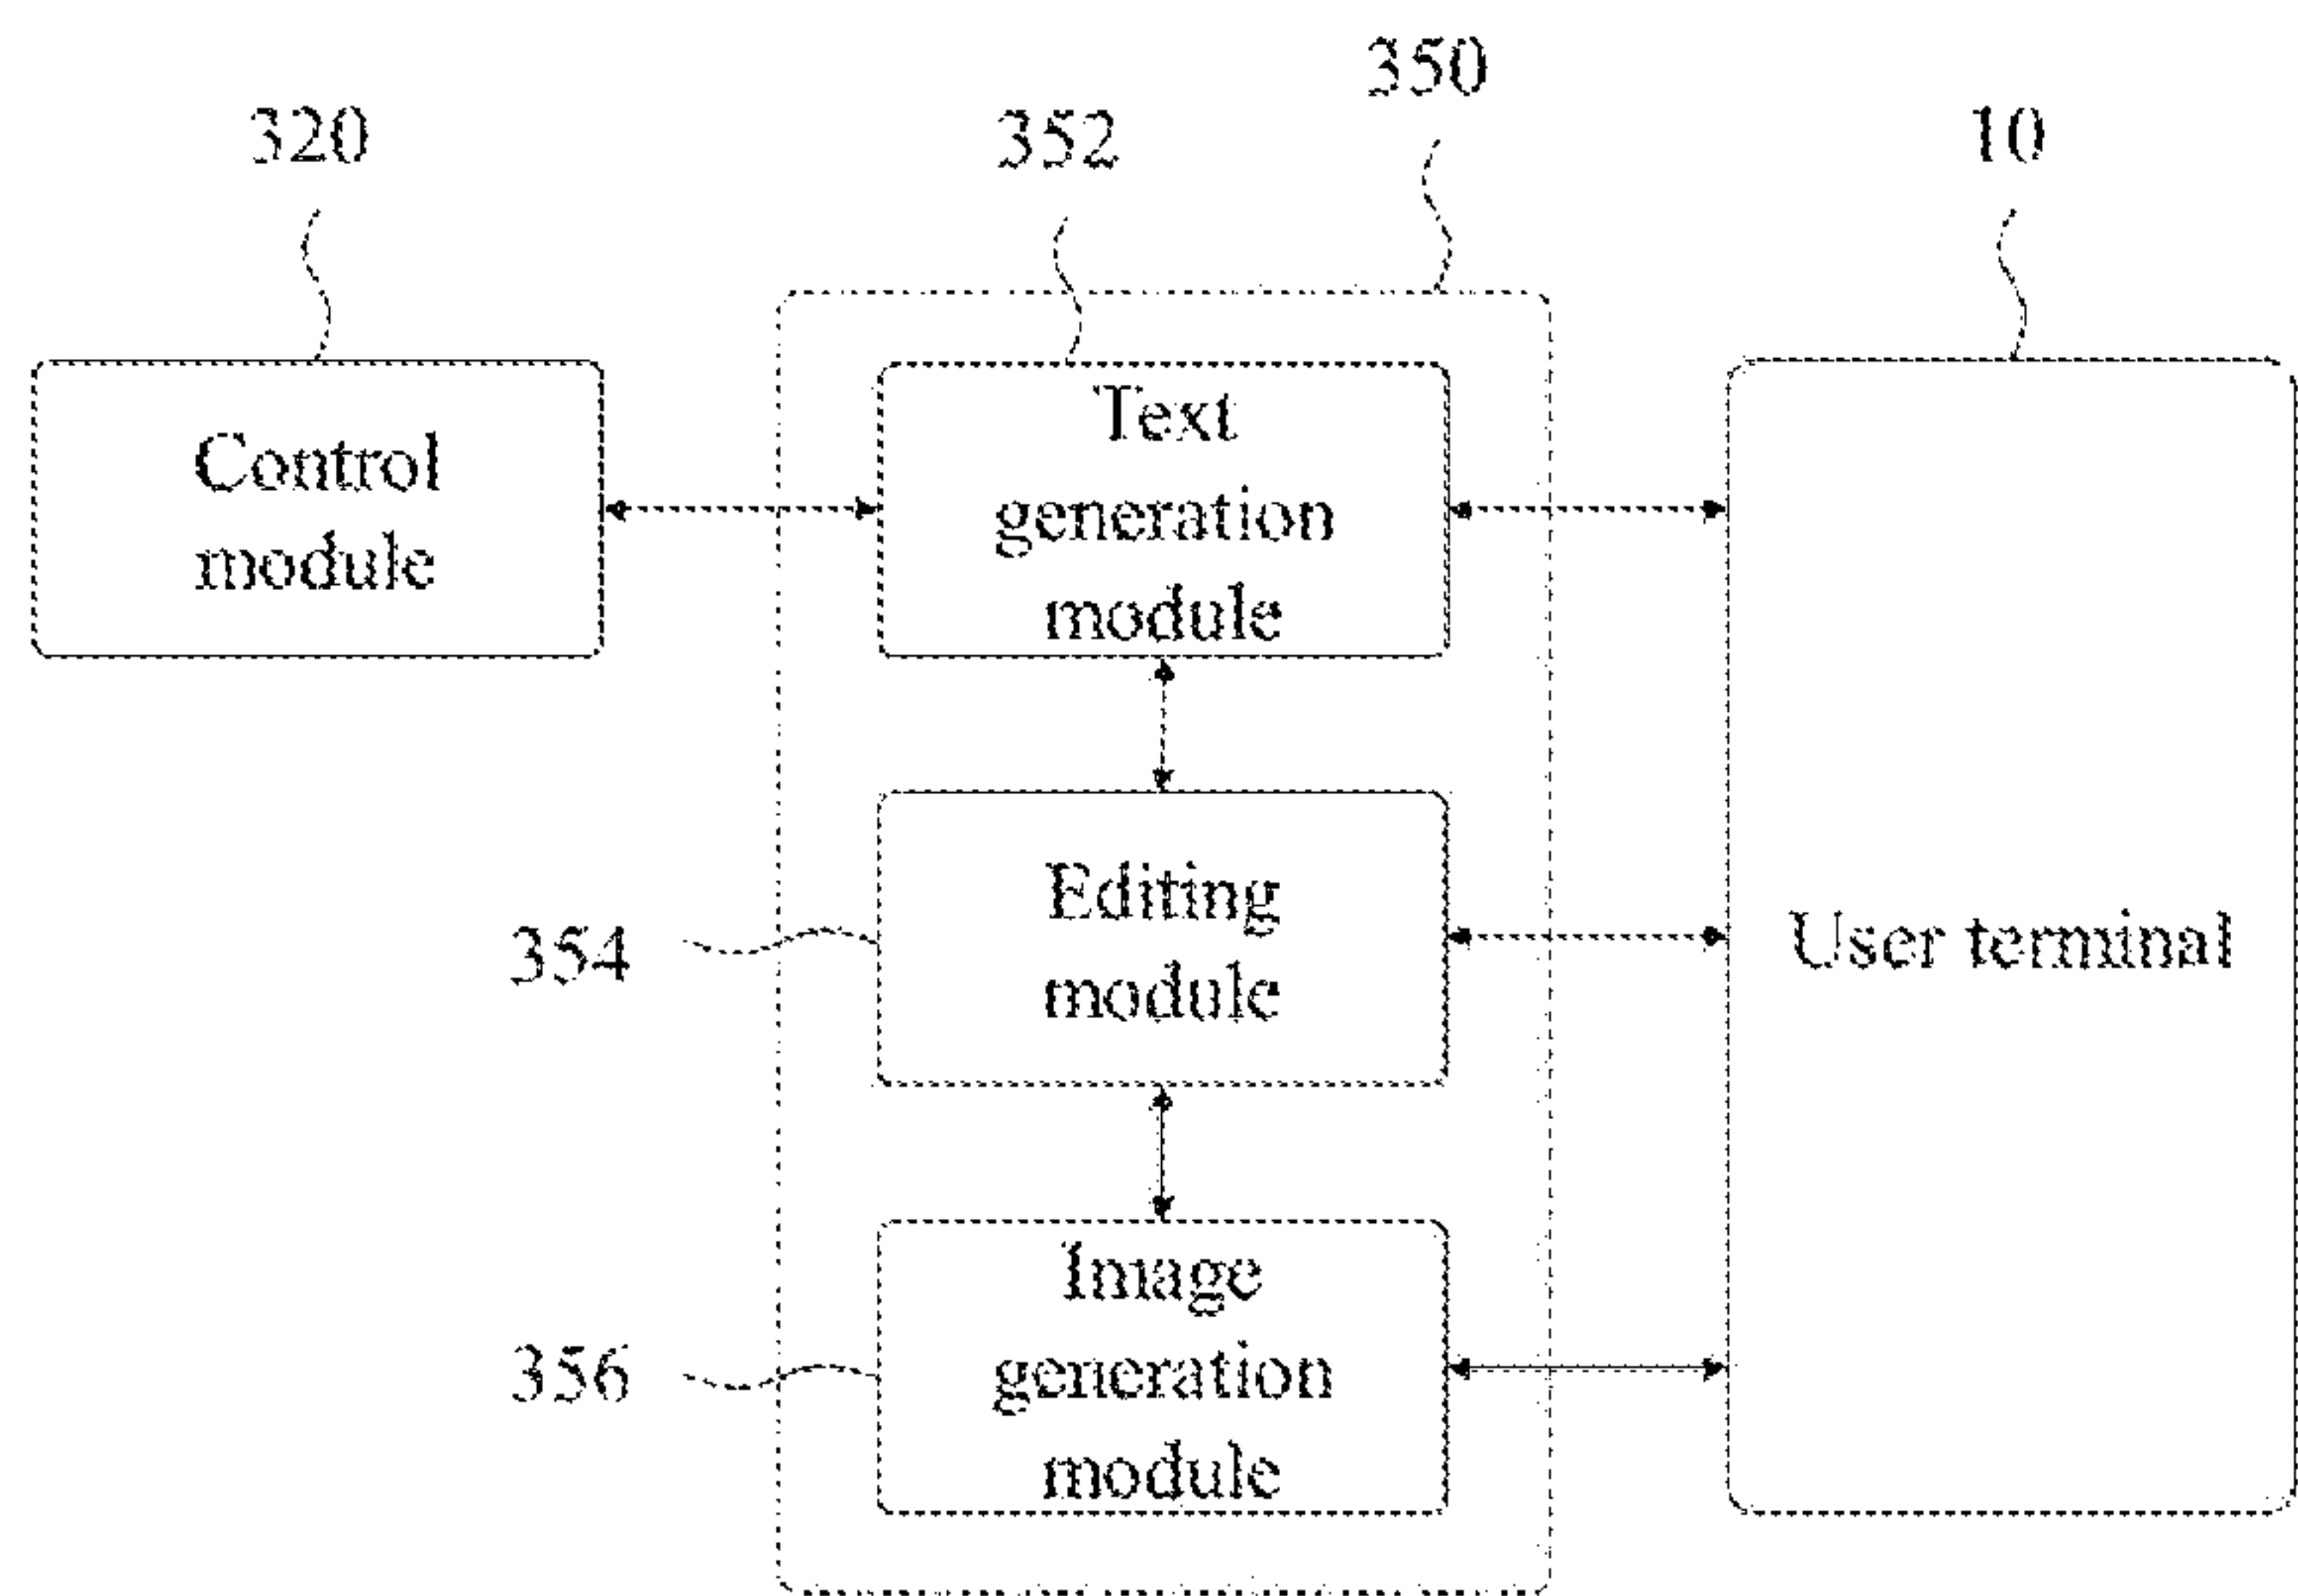 350
320
352
10
Control
module
Text
generation
module
354
Editing
module
User terminal
356
Image
generation
module